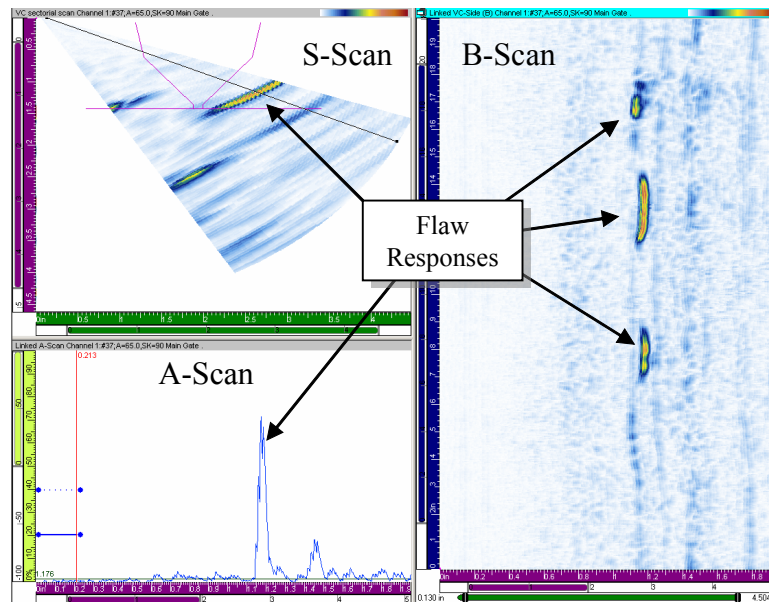 VC sectorial scan Channel 1:#37;A=65.0,SK=90 Main Gate .
Linked VC-Side (B) Channel 1:#37;A=65.0,SK=90 Main Gate .
S-Scan
B-Scan
Flaw
Responses
Linked A-Scan Channel 1:#37;A=65.0,SK=90 Main Gate .
0.213
A-Scan
1.176
0.130 in
4.504